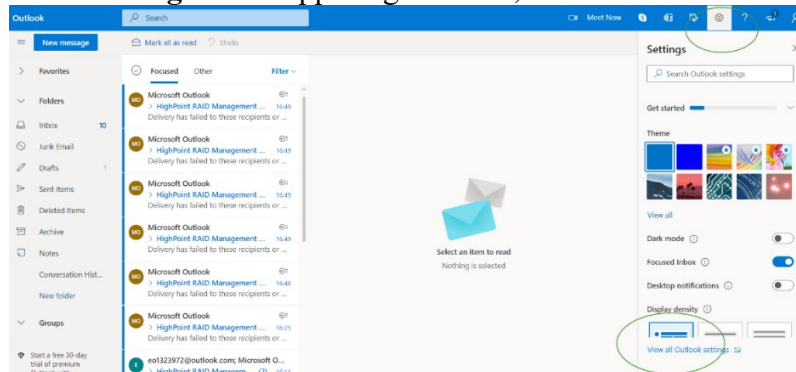 Outlook
Search
Meet Now
New message
Mark all as read
Undo
Favorites
Folders
Inbox 10
Junk Email
Drafts 1
Sent Items
Deleted Items
Archive
Notes
Conversation Hist...
New folder
Groups
Start a free 30-day
trial of premium
Focused Other Filter
MO Microsoft Outlook
> HighPoint RAID Management ... 16:49
Delivery has failed to these recipients or ...
MO Microsoft Outlook
> HighPoint RAID Management ... 16:49
Delivery has failed to these recipients or ...
MO Microsoft Outlook
> HighPoint RAID Management ... 16:49
Delivery has failed to these recipients or ...
MO Microsoft Outlook
> HighPoint RAID Management ... 16:49
Delivery has failed to these recipients or ...
MO Microsoft Outlook
> HighPoint RAID Management ... 16:48
Delivery has failed to these recipients or ...
MO Microsoft Outlook
> HighPoint RAID Management ... 16:25
Delivery has failed to these recipients or ...
eo1323972@outlook.com; Microsoft O...
Select an item to read
Nothing is selected
Settings
Search Outlook settings
Get started
Theme
View all
Dark mode
Focused Inbox
Desktop notifications
Display density
View all Outlook settings